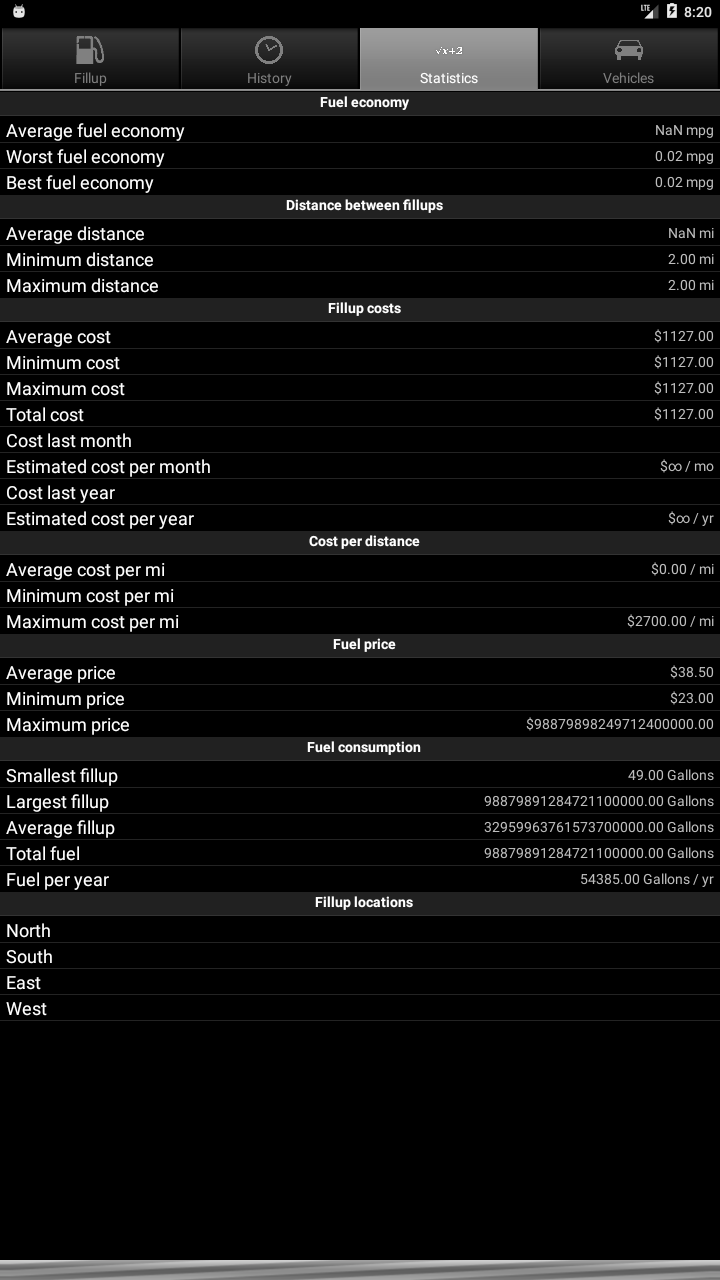 LTE 8:20
Fillup History √x+2 Statistics Vehicles
Fuel economy
Average fuel economy NaN mpg
Worst fuel economy 0.02 mpg
Best fuel economy 0.02 mpg
Distance between fillups
Average distance NaN mi
Minimum distance 2.00 mi
Maximum distance 2.00 mi
Fillup costs
Average cost $1127.00
Minimum cost $1127.00
Maximum cost $1127.00
Total cost $1127.00
Cost last month
Estimated cost per month $∞ / mo
Cost last year
Estimated cost per year $∞ / yr
Cost per distance
Average cost per mi $0.00 / mi
Minimum cost per mi
Maximum cost per mi $2700.00 / mi
Fuel price
Average price $38.50
Minimum price $23.00
Maximum price $98879898249712400000.00
Fuel consumption
Smallest fillup 49.00 Gallons
Largest fillup 98879891284721100000.00 Gallons
Average fillup 32959963761573700000.00 Gallons
Total fuel 98879891284721100000.00 Gallons
Fuel per year 54385.00 Gallons / yr
Fillup locations
North
South
East
West